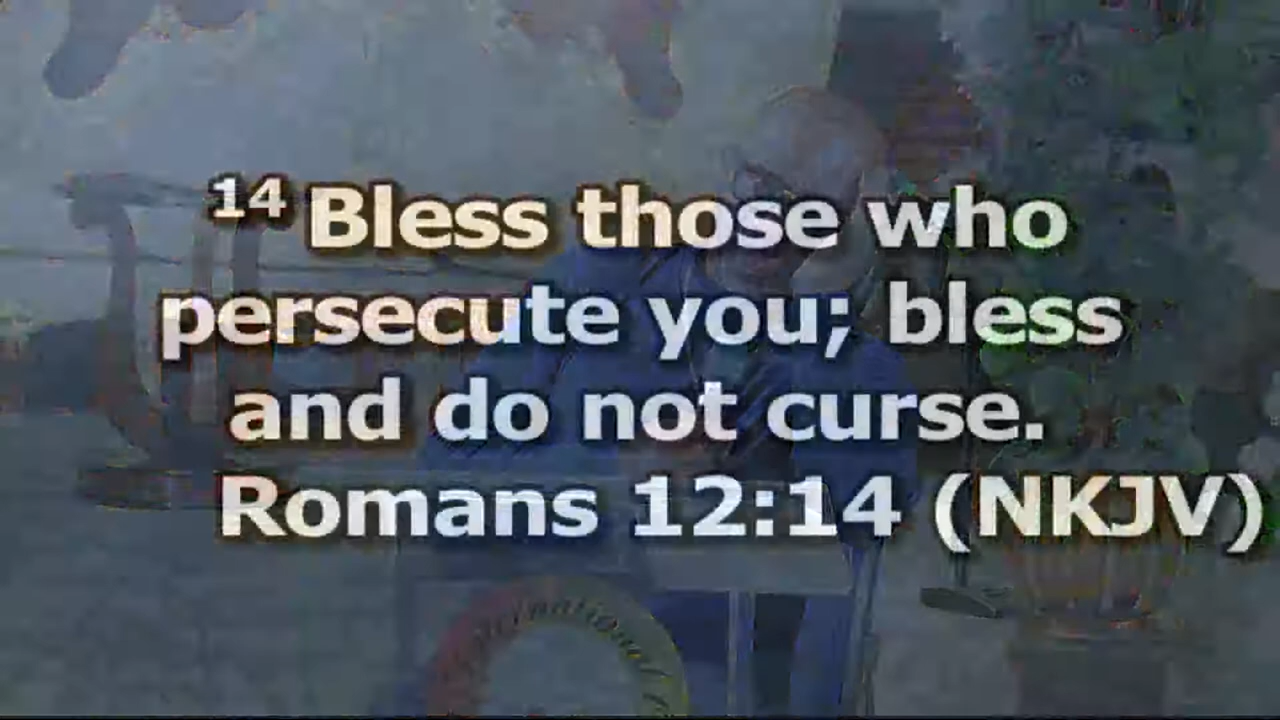 14 Bless those who
persecute you; bless
and do not curse.
Romans 12:14 (NKJV)